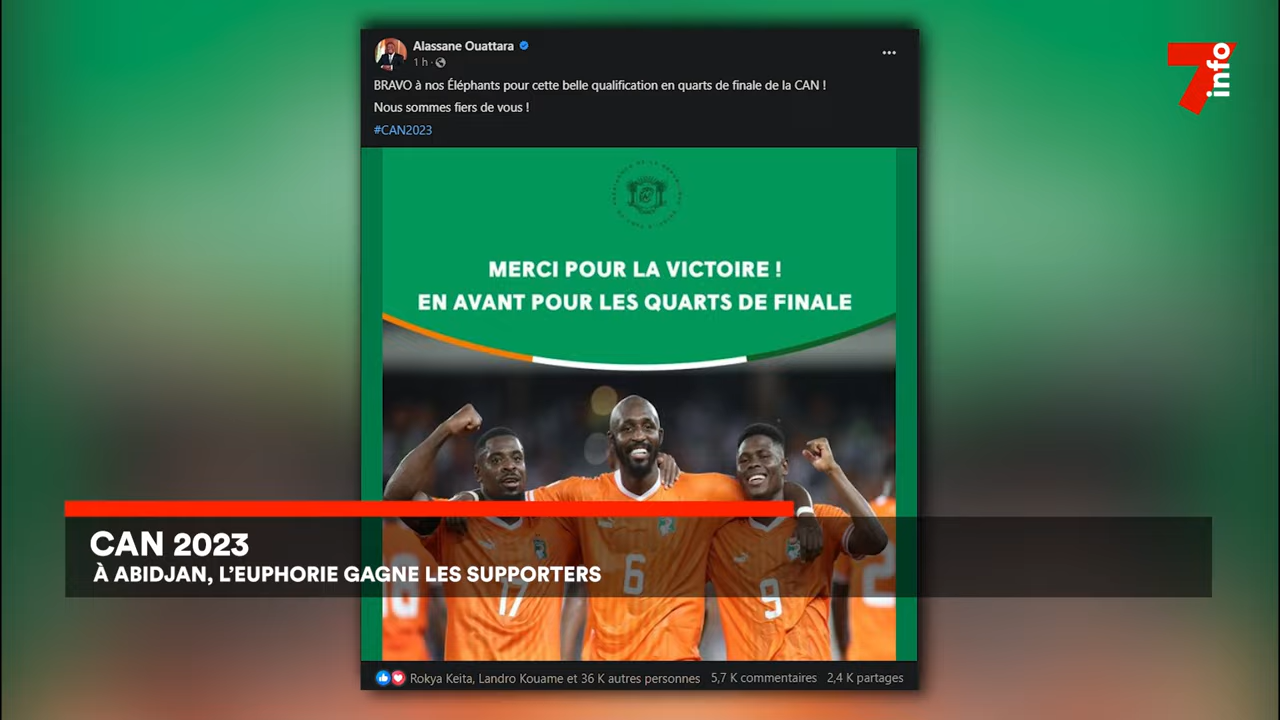 Alassane Ouattara
1 h
BRAVO à nos Éléphants pour cette belle qualification en quarts de finale de la CAN !
Nous sommes fiers de vous !
#CAN2023
7 info
MERCI POUR LA VICTOIRE !
EN AVANT POUR LES QUARTS DE FINALE
6
17
9
2
CAN 2023
À ABIDJAN, L'EUPHORIE GAGNE LES SUPPORTERS
Rokya Keita, Landro Kouame et 36 K autres personnes 5,7 K commentaires 2,4 K partages